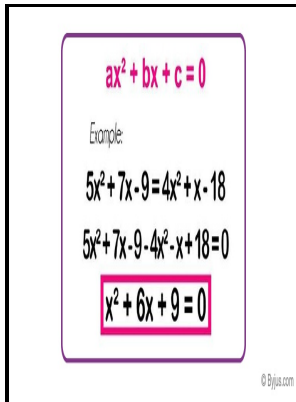 ax² + bx + c = 0
Example:
5x²+7x-9=4x²+x-18
5x²+7x-9-4x²-x+18=0
x² + 6x + 9 = 0
© Byjus.com